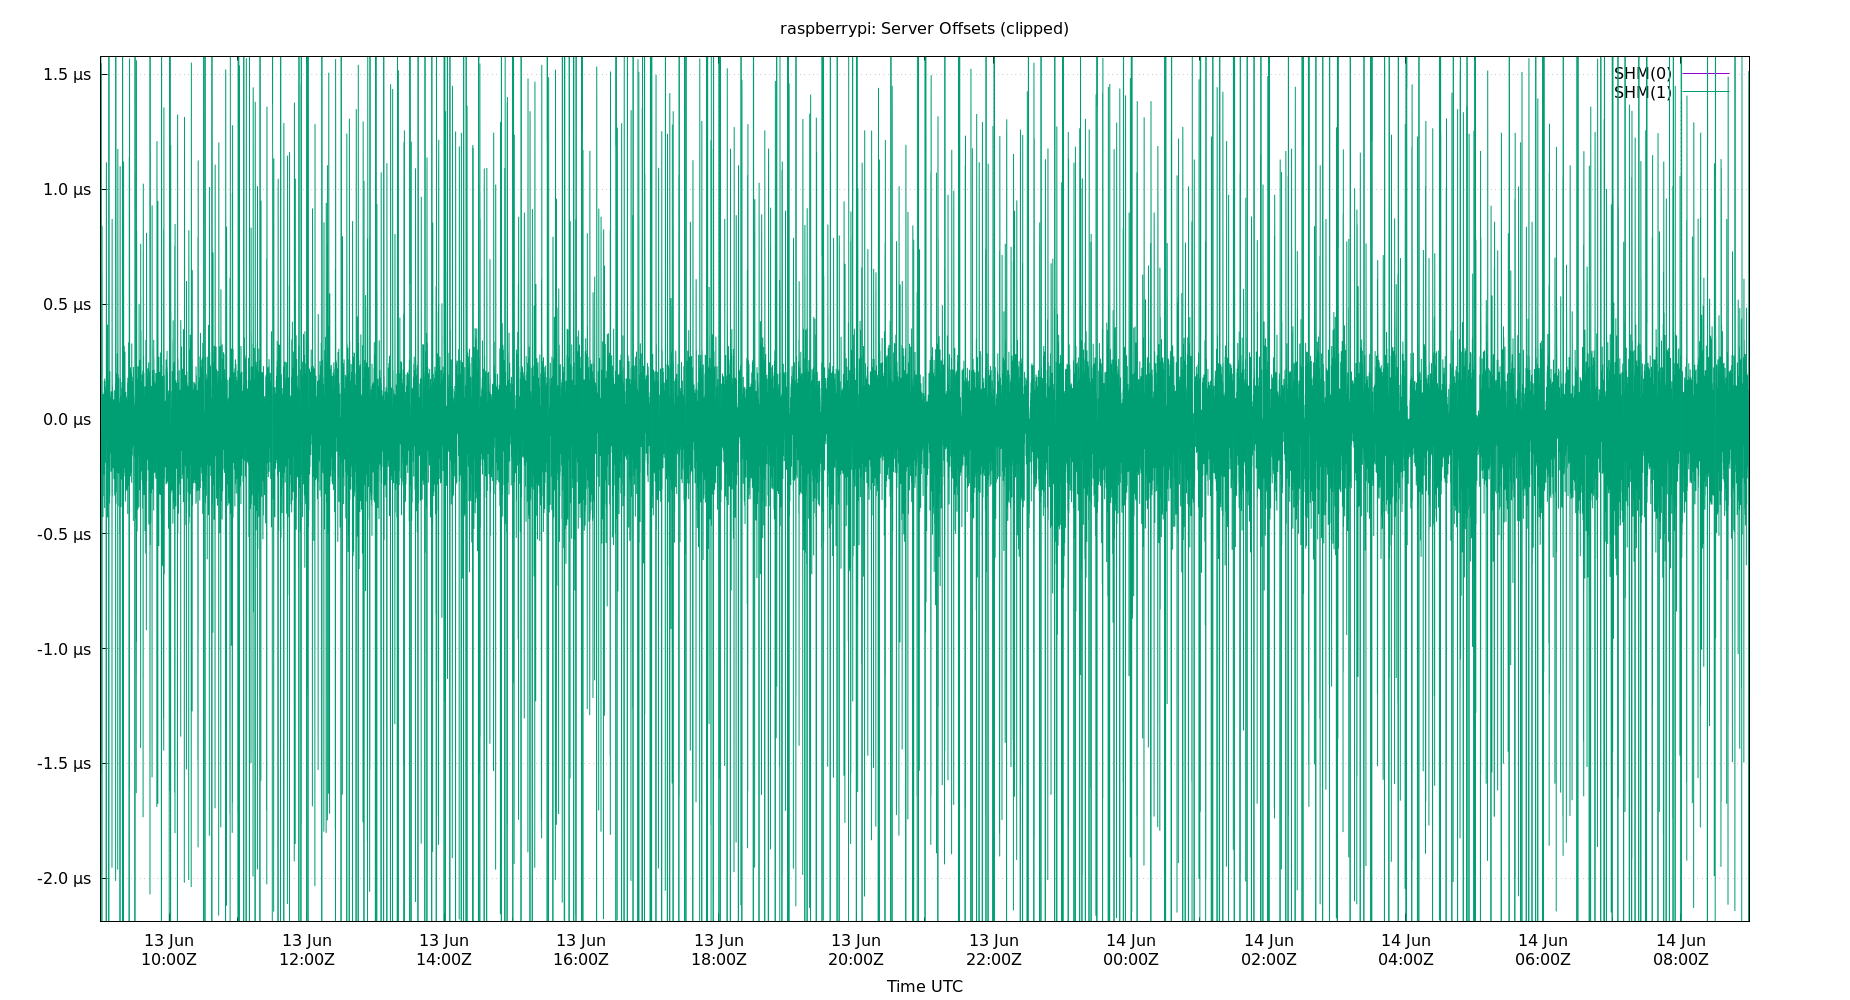 raspberrypi: Server Offsets (clipped)
1.5 µs
1.0 µs
0.5 µs
0.0 µs
-0.5 µs
-1.0 µs
-1.5 µs
-2.0 µs
SHM(0)
SHM(1)
13 Jun 13 Jun 13 Jun 13 Jun 13 Jun 13 Jun 13 Jun 14 Jun 14 Jun 14 Jun 14 Jun 14 Jun
10:00Z 12:00Z 14:00Z 16:00Z 18:00Z 20:00Z 22:00Z 00:00Z 02:00Z 04:00Z 06:00Z 08:00Z
Time UTC